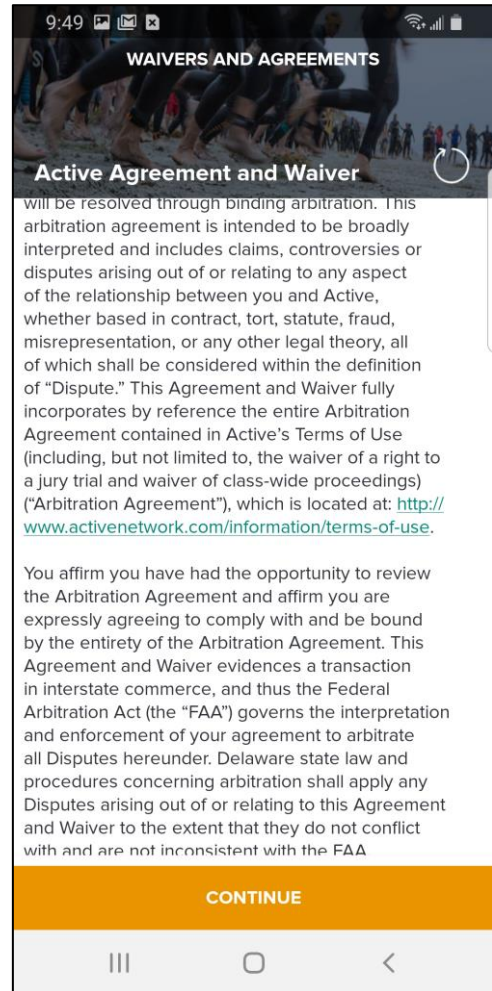 9:49
WAIVERS AND AGREEMENTS
Active Agreement and Waiver
will be resolved through binding arbitration. This
arbitration agreement is intended to be broadly
interpreted and includes claims, controversies or
disputes arising out of or relating to any aspect
of the relationship between you and Active,
whether based in contract, tort, statute, fraud,
misrepresentation, or any other legal theory, all
of which shall be considered within the definition
of “Dispute.” This Agreement and Waiver fully
incorporates by reference the entire Arbitration
Agreement contained in Active’s Terms of Use
(including, but not limited to, the waiver of a right to
a jury trial and waiver of class-wide proceedings)
(“Arbitration Agreement”), which is located at: http://
www.activenetwork.com/information/terms-of-use.
You affirm you have had the opportunity to review
the Arbitration Agreement and affirm you are
expressly agreeing to comply with and be bound
by the entirety of the Arbitration Agreement. This
Agreement and Waiver evidences a transaction
in interstate commerce, and thus the Federal
Arbitration Act (the “FAA”) governs the interpretation
and enforcement of your agreement to arbitrate
all Disputes hereunder. Delaware state law and
procedures concerning arbitration shall apply any
Disputes arising out of or relating to this Agreement
and Waiver to the extent that they do not conflict
with and are not inconsistent with the FAA
CONTINUE